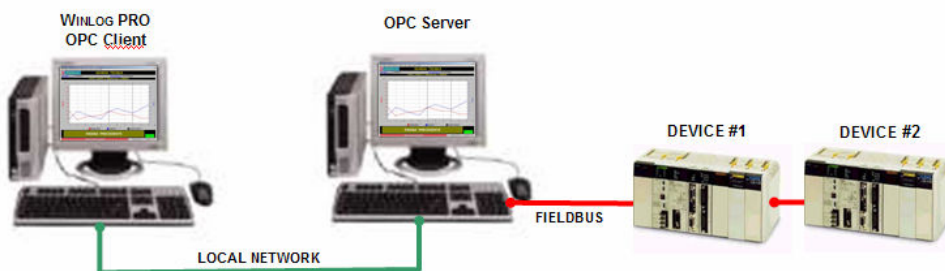 WINLOG PRO
OPC Client
OPC Server
DEVICE #1
DEVICE #2
FIELDBUS
LOCAL NETWORK